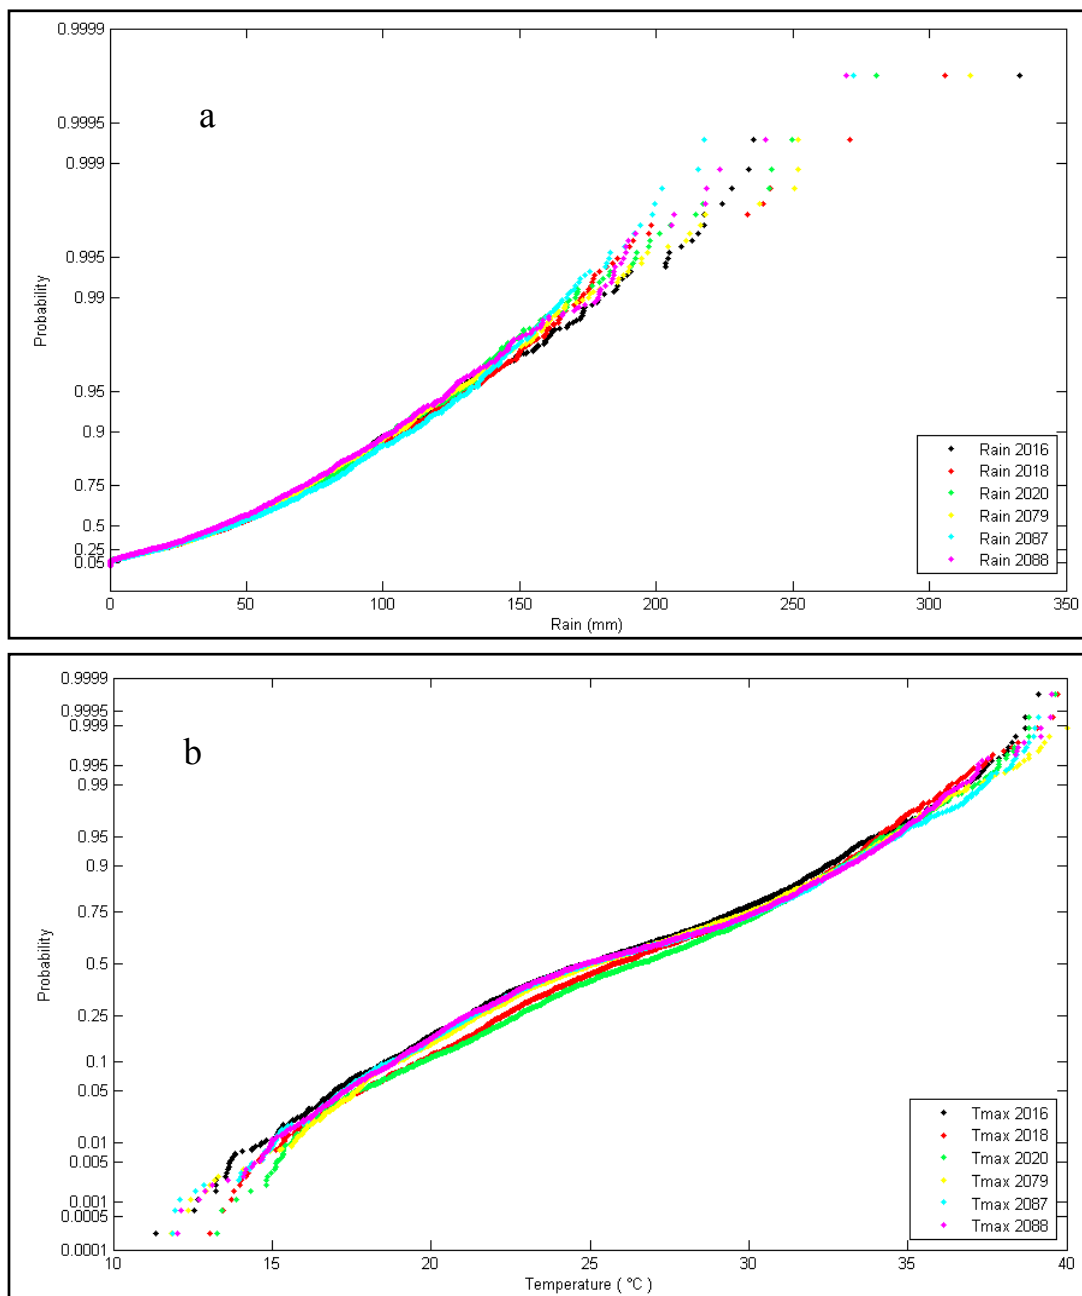 0.9999
a
0.9995
0.999
0.995
0.99
0.95
0.9
0.75
0.5
0.25
0.05
Probability
Rain 2016
Rain 2018
Rain 2020
Rain 2079
Rain 2087
Rain 2088
0 50 100 150 200 250 300 350
Rain (mm)
0.9999
0.9995
0.999
b
0.995
0.99
0.95
0.9
0.75
0.5
0.25
0.1
0.05
0.01
0.005
0.001
0.0005
0.0001
Probability
Tmax 2016
Tmax 2018
Tmax 2020
Tmax 2079
Tmax 2087
Tmax 2088
10 15 20 25 30 35 40
Temperature ( °C)